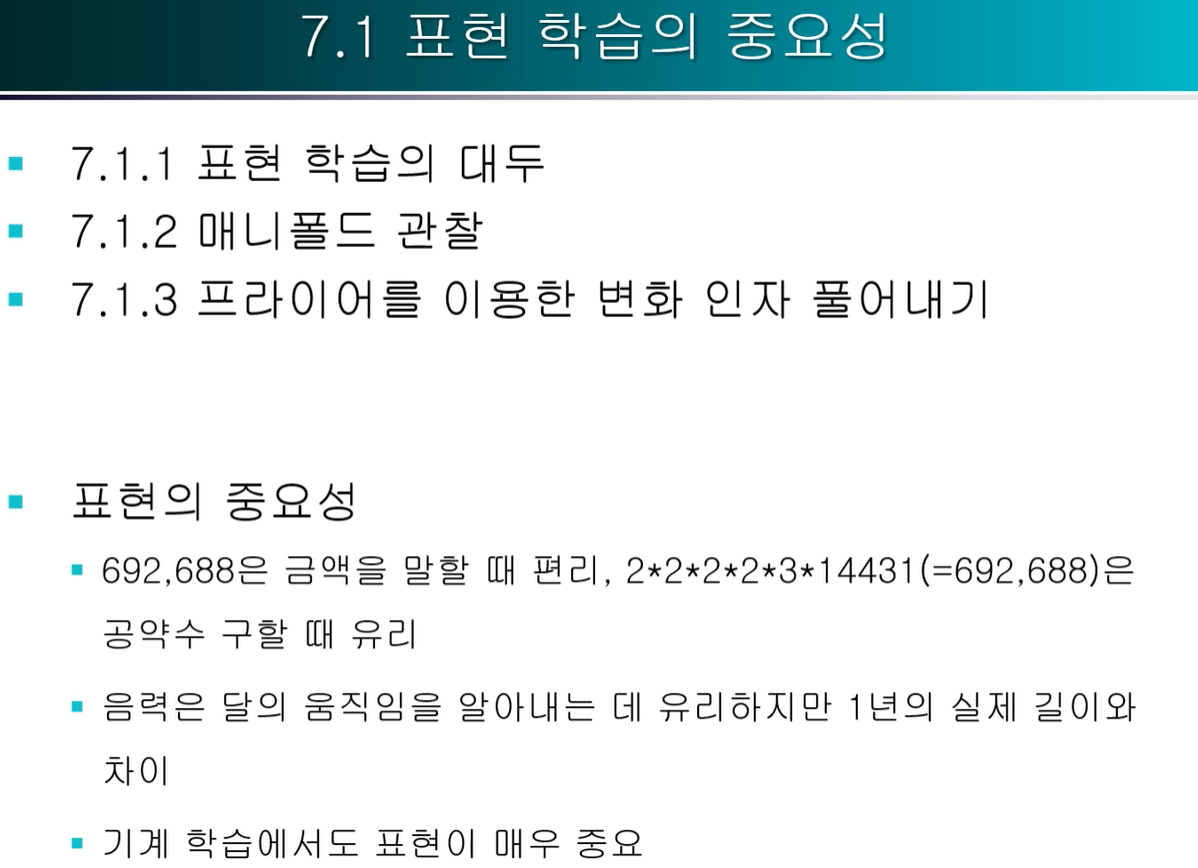 7.1 표현 학습의 중요성
7.1.1 표현 학습의 대두
7.1.2 매니폴드 관찰
7.1.3 프라이어를 이용한 변화 인자 풀어내기
표현의 중요성
692,688은 금액을 말할 때 편리, 2*2*2*2*3*14431(=692,688)은
공약수 구할 때 유리
음력은 달의 움직임을 알아내는 데 유리하지만 1년의 실제 길이와
차이
기계 학습에서도 표현이 매우 중요